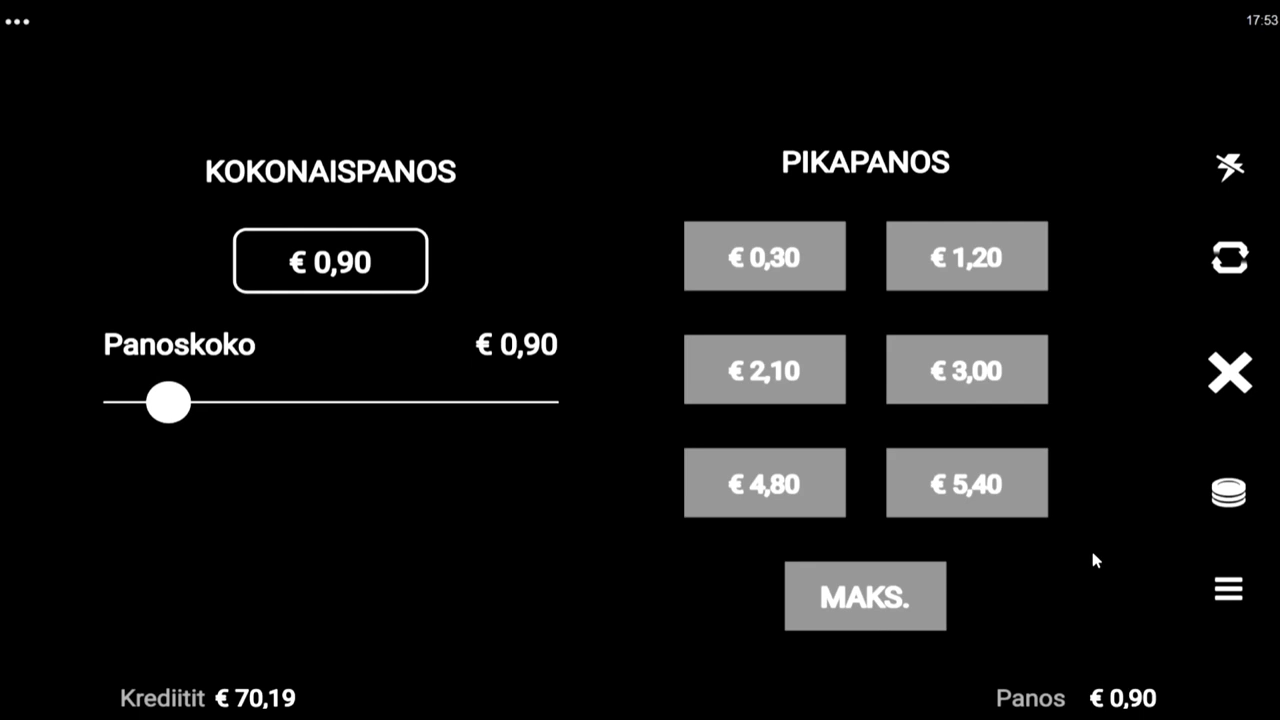 17:53
KOKONAISPANOS
€ 0,90
Panoskoko € 0,90
PIKAPANOS
€ 0,30 € 1,20
€ 2,10 € 3,00
€ 4,80 € 5,40
MAKS.
Krediitit € 70,19
Panos € 0,90